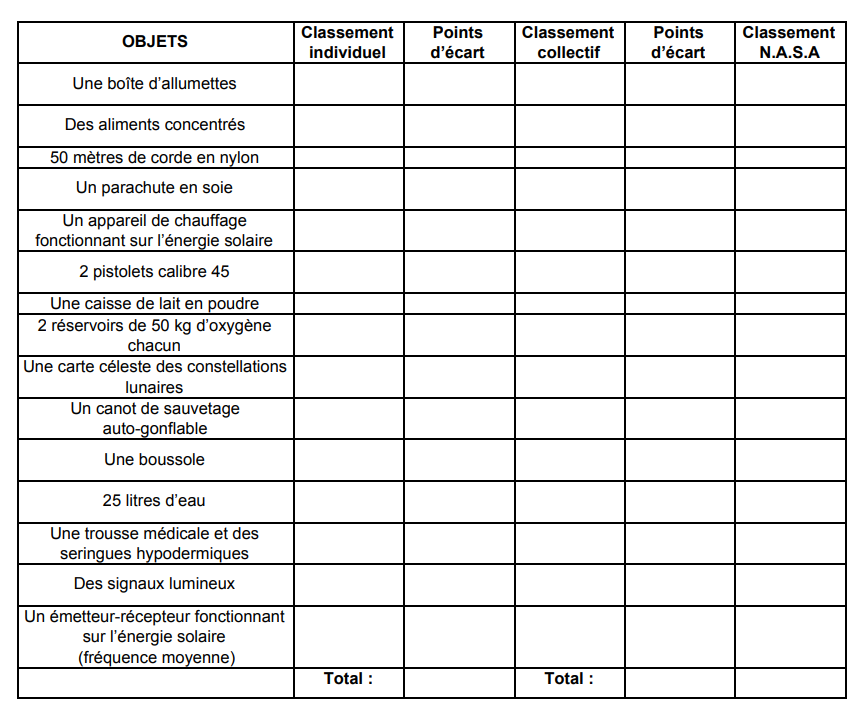 OBJETS
Classement individuel
Points d’écart
Classement collectif
Points d’écart
Classement N.A.S.A
Une boîte d’allumettes
Des aliments concentrés
50 mètres de corde en nylon
Un parachute en soie
Un appareil de chauffage
fonctionnant sur l’énergie solaire
2 pistolets calibre 45
Une caisse de lait en poudre
2 réservoirs de 50 kg d’oxygène
chacun
Une carte céleste des constellations
lunaires
Un canot de sauvetage
auto-gonflable
Une boussole
25 litres d’eau
Une trousse médicale et des
seringues hypodermiques
Des signaux lumineux
Un émetteur-récepteur fonctionnant
sur l’énergie solaire
(fréquence moyenne)
Total :
Total :